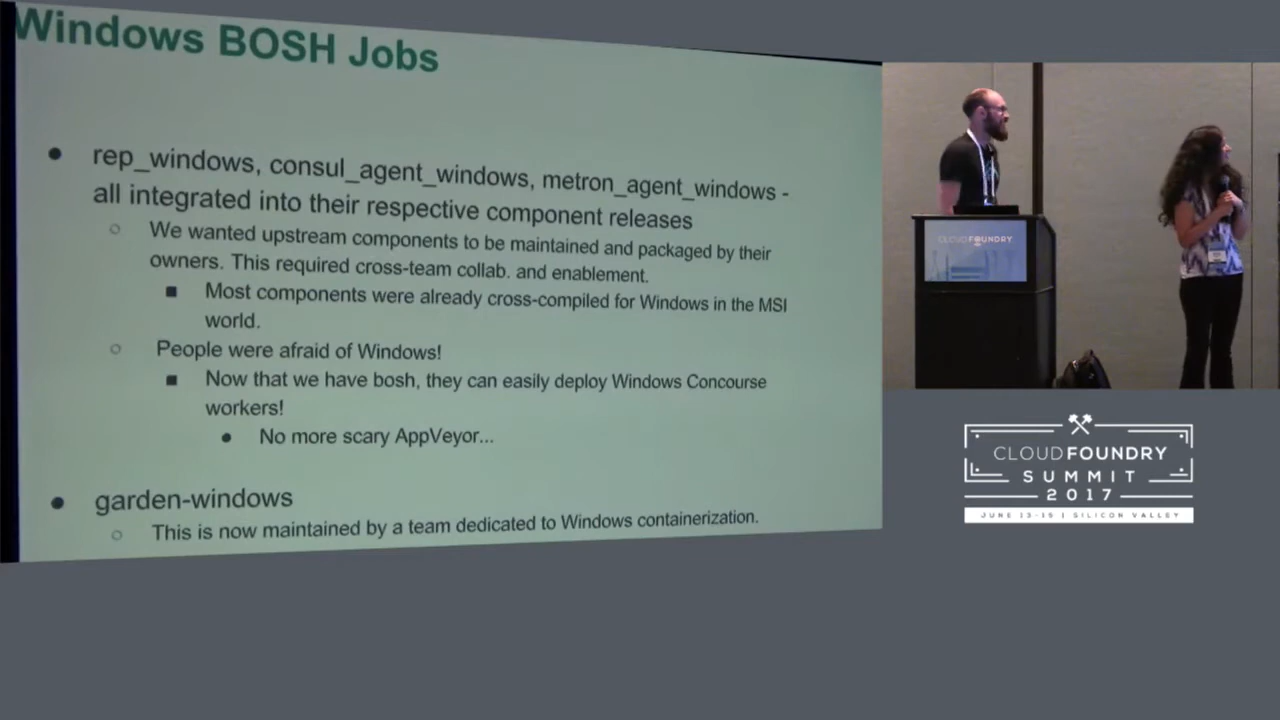 Windows BOSH Jobs
● rep_windows, consul_agent_windows, metron_agent_windows -
all integrated into their respective component releases
○ We wanted upstream components to be maintained and packaged by their
owners. This required cross-team collab. and enablement.
■ Most components were already cross-compiled for Windows in the MSI
world.
○ People were afraid of Windows!
■ Now that we have bosh, they can easily deploy Windows Concourse
workers!
● No more scary AppVeyor...
● garden-windows
○ This is now maintained by a team dedicated to Windows containerization.
CLOUD FOUNDRY
CLOUD FOUNDRY
SUMMIT
2017
JUNE 13-15 | SILICON VALLEY